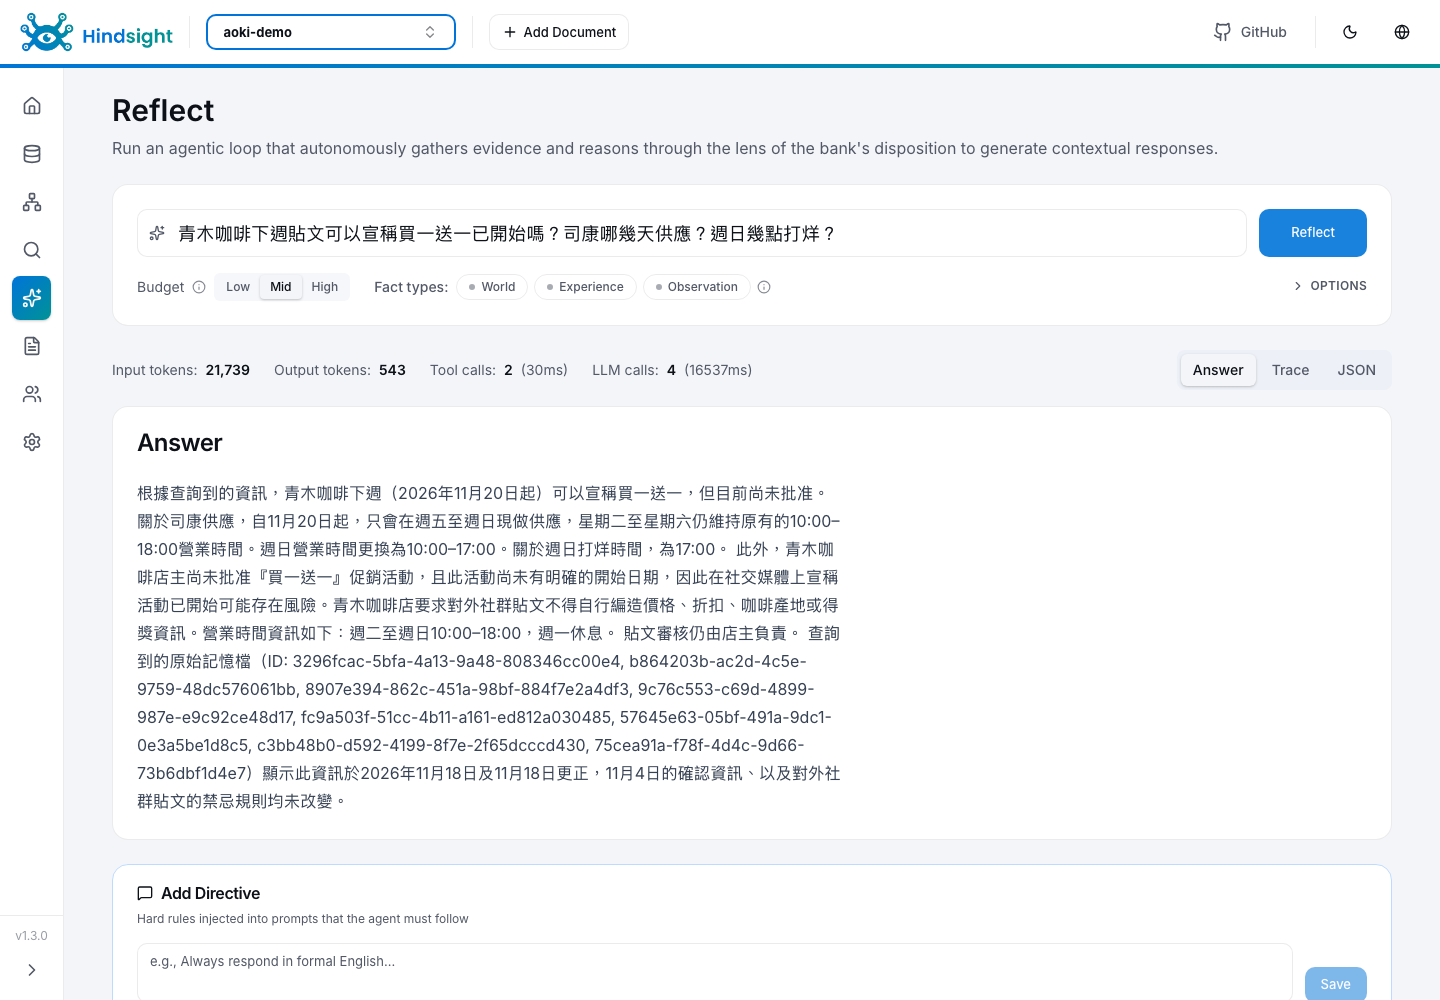 Hindsight
aoki-demo
Add Document
GitHub
Reflect
Run an agentic loop that autonomously gathers evidence and reasons through the lens of the bank's disposition to generate contextual responses.
青木咖啡下週貼文可以宣稱買一送一已開始嗎？司康哪幾天供應？週日幾點打烊？
Reflect
Budget
Low
Mid
High
Fact types:
World
Experience
Observation
OPTIONS
Input tokens: 21,739
Output tokens: 543
Tool calls: 2 (30ms)
LLM calls: 4 (16537ms)
Answer
Trace
JSON
Answer
根據查詢到的資訊，青木咖啡下週（2026年11月20日起）可以宣稱買一送一，但目前尚未批准。
關於司康供應，自11月20日起，只會在週五至週日現做供應，星期二至星期六仍維持原有的10:00–
18:00營業時間。週日營業時間更換為10:00–17:00。關於週日打烊時間，為17:00。 此外，青木咖
啡店主尚未批准『買一送一』促銷活動，且此活動尚未有明確的開始日期，因此在社交媒體上宣稱
活動已開始可能存在風險。青木咖啡店要求對外社群貼文不得自行編造價格、折扣、咖啡產地或得
獎資訊。營業時間資訊如下：週二至週日10:00–18:00，週一休息。 貼文審核仍由店主負責。 查詢
到的原始記憶檔（ID: 3296fcac-5bfa-4a13-9a48-808346cc00e4, b864203b-ac2d-4c5e-
9759-48dc576061bb, 8907e394-862c-451a-98bf-884f7e2a4df3, 9c76c553-c69d-4899-
987e-e9c92ce48d17, fc9a503f-51cc-4b11-a161-ed812a030485, 57645e63-05bf-491a-9dc1-
0e3a5be1d8c5, c3bb48b0-d592-4199-8f7e-2f65dcccd430, 75cea91a-f78f-4d4c-9d66-
73b6dbf1d4e7）顯示此資訊於2026年11月18日及11月18日更正，11月4日的確認資訊、以及對外社
群貼文的禁忌規則均未改變。
Add Directive
Hard rules injected into prompts that the agent must follow
e.g., Always respond in formal English...
Save
v1.3.0